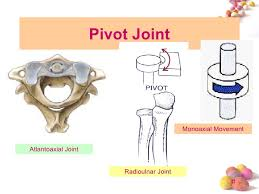 Pivot Joint
PIVOT
Monoaxial Movement
Atlantoaxial Joint
Radioulnar Joint